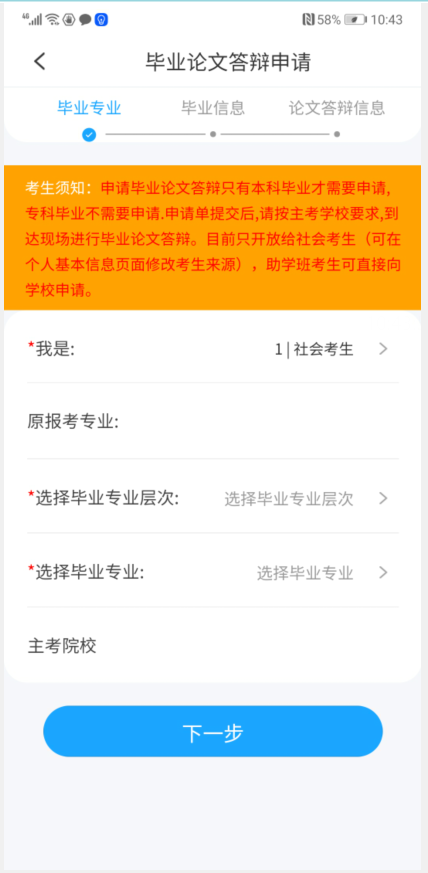 4G 58% 10:43
毕业论文答辩申请
毕业专业 毕业信息 论文答辩信息
考生须知：申请毕业论文答辩只有本科毕业才需要申请,
专科毕业不需要申请.申请单提交后,请按主考学校要求,到
达现场进行毕业论文答辩。目前只开放给社会考生（可在
个人基本信息页面修改考生来源），助学班考生可直接向
学校申请。
*我是: 1 | 社会考生
原报考专业:
*选择毕业专业层次: 选择毕业专业层次
*选择毕业专业: 选择毕业专业
主考院校
下一步